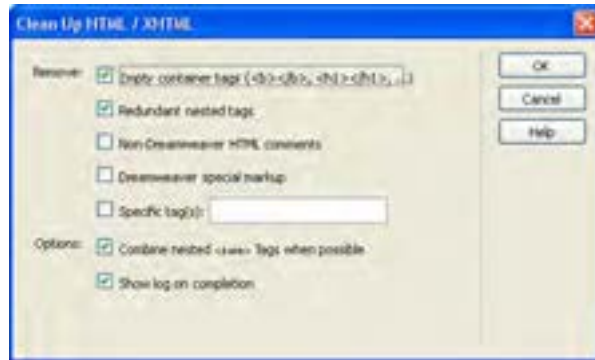 Clean Up HTML / XHTML
Remove: Empty container tags (<b></b>, <h1></h1>, ...)
OK
Redundant nested tags
Cancel
Non-Dreamweaver HTML comments
Help
Dreamweaver special markup
Specific tag(s):
Options: Combine nested <font> tags when possible
Show log on completion